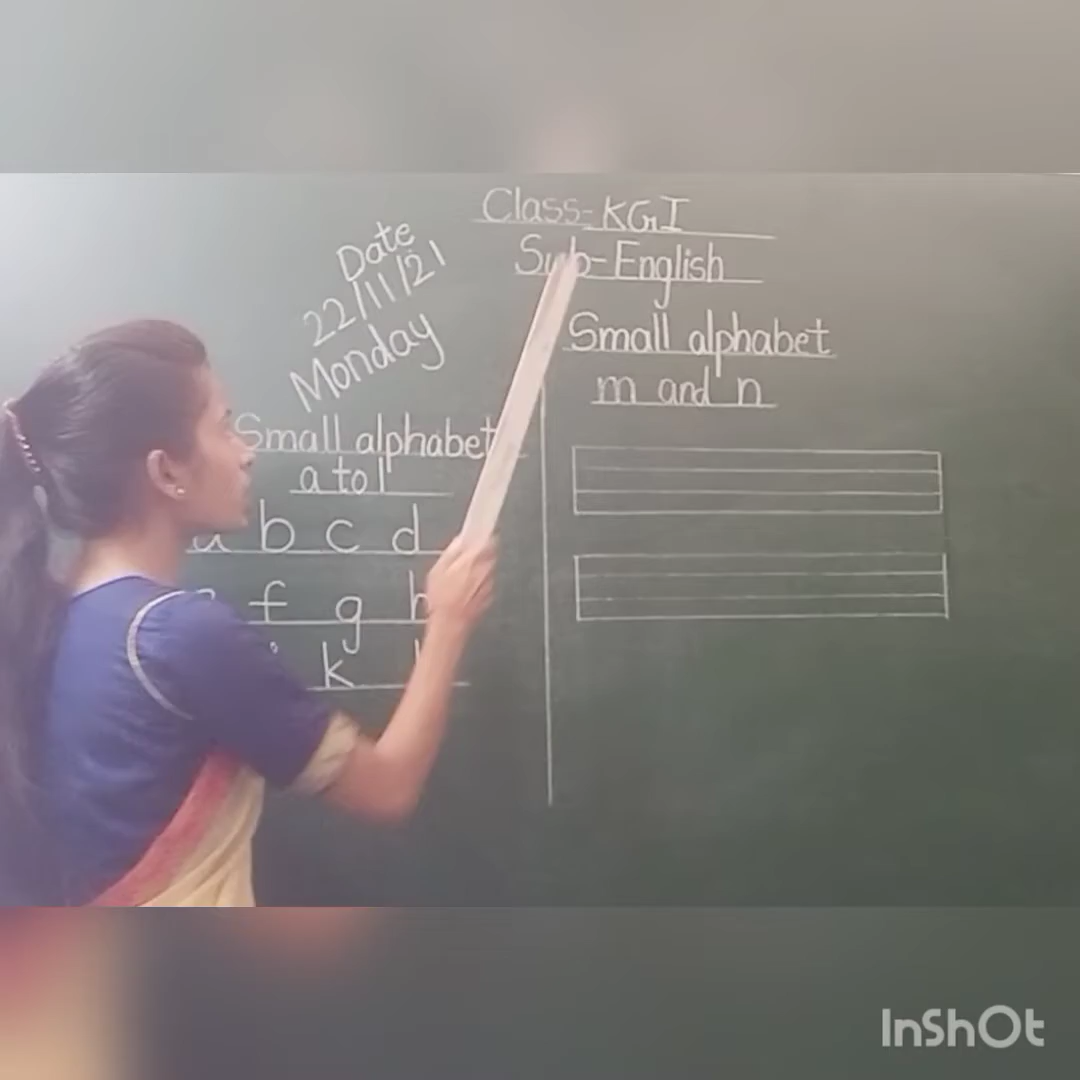 Class-KG I
Sub-English
Date
22/11/21
Monday
Small alphabet
a to l
a b c d
f g h
k l
Small alphabet
m and n
InShOt